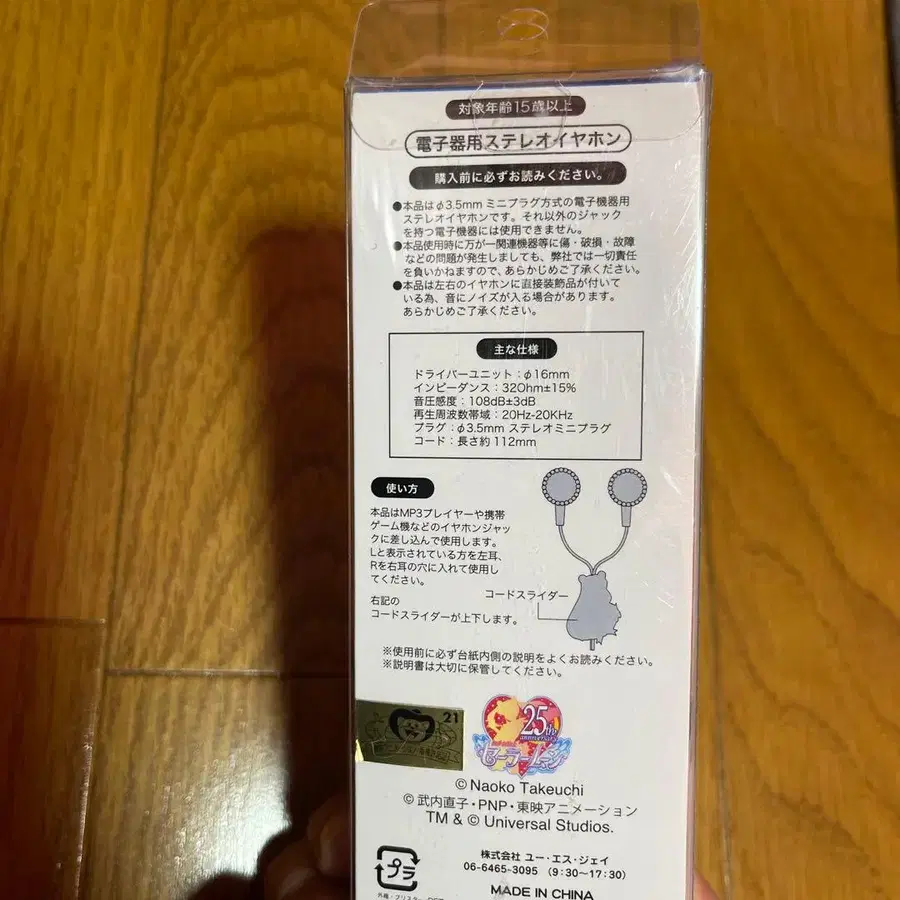 対象年齢15歳以上
電子器用ステレオイヤホン
購入前に必ずお読みください。
●本品はφ3.5mm ミニプラグ方式の電子機器用
ステレオイヤホンです。それ以外のジャック
を持つ電子機器には使用できません。
●本品使用時に万が一関連機器等に傷・破損・故障
などの問題が発生しましても、弊社では一切責任
を負いかねますので、あらかじめご了承ください。
●本品は左右のイヤホンに直接装飾品が付いて
いる為、音にノイズが入る場合があります。
あらかじめご了承ください。
主な仕様
ドライバーユニット：φ16mm
インピーダンス：32Ohm±15%
音圧感度：108dB±3dB
再生周波数帯域：20Hz-20KHz
プラグ：φ3.5mm ステレオミニプラグ
コード：長さ約112mm
使い方
本品はMP3プレイヤーや携帯
ゲーム機などのイヤホンジャッ
クに差し込んで使用します。
Lと表示されている方を左耳、
Rを右耳の穴に入れて使用し
てください。
右記の
コードスライダーが上下します。
コードスライダー
※使用前に必ず台紙内側の説明をよくお読みください。
※説明書は大切に保管してください。
21
25th
anniversary
セーラームーン
© Naoko Takeuchi
© 武内直子・PNP・東映アニメーション
TM & © Universal Studios.
プラ
株式会社 ユー・エス・ジェイ
06-6465-3095 （9:30〜17:30）
MADE IN CHINA